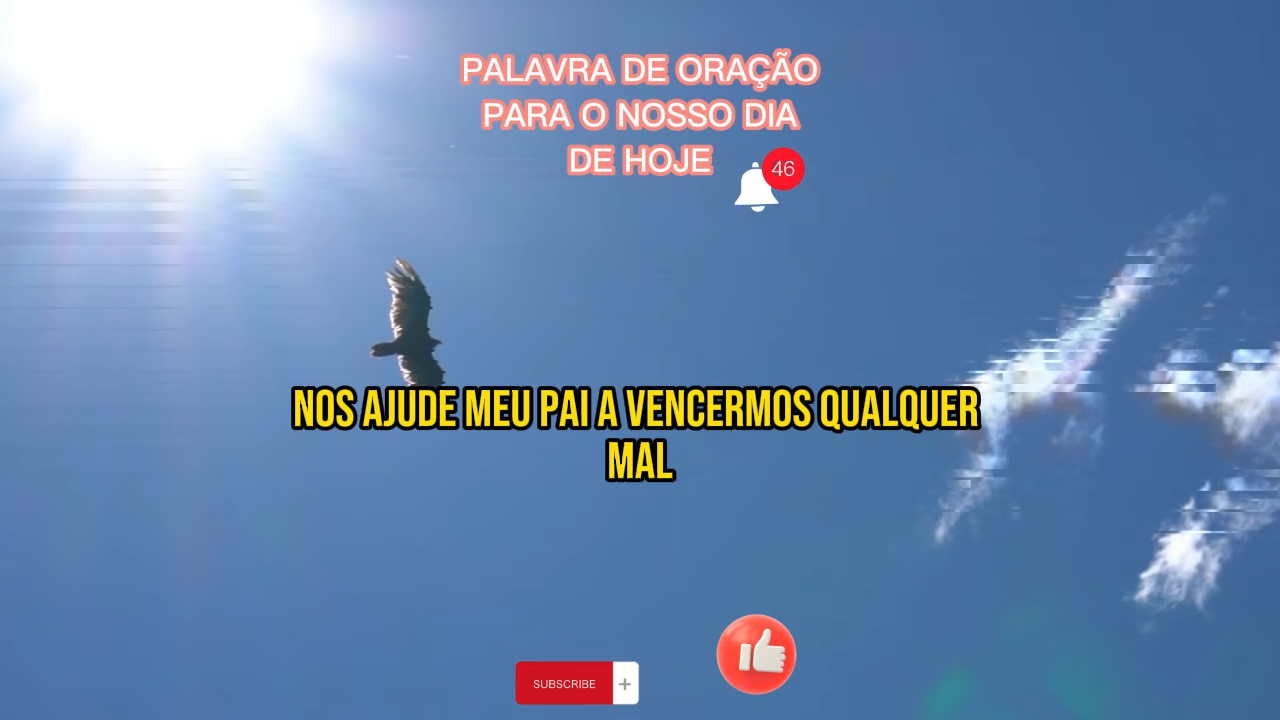 PALAVRA DE ORAÇÃO
PARA O NOSSO DIA
DE HOJE
46
NOS AJUDE MEU PAI A VENCERMOS QUALQUER
MAL
SUBSCRIBE +